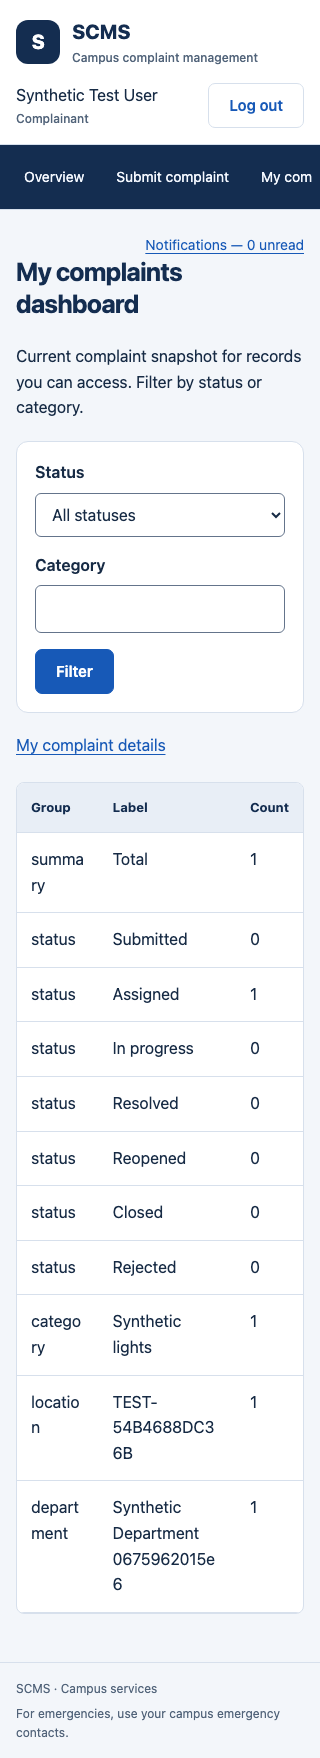 S
SCMS
Campus complaint management
Synthetic Test User
Complainant
Log out
Overview Submit complaint My com
Notifications — 0 unread
My complaints
dashboard
Current complaint snapshot for records
you can access. Filter by status or
category.
Status
All statuses
Category
Filter
My complaint details
Group Label Count
summa
ry
Total 1
status Submitted 0
status Assigned 1
status In progress 0
status Resolved 0
status Reopened 0
status Closed 0
status Rejected 0
catego
ry
Synthetic
lights
1
locatio
n
TEST-
54B4688DC3
6B
1
depart
ment
Synthetic
Department
0675962015e
6
1
SCMS · Campus services
For emergencies, use your campus emergency
contacts.